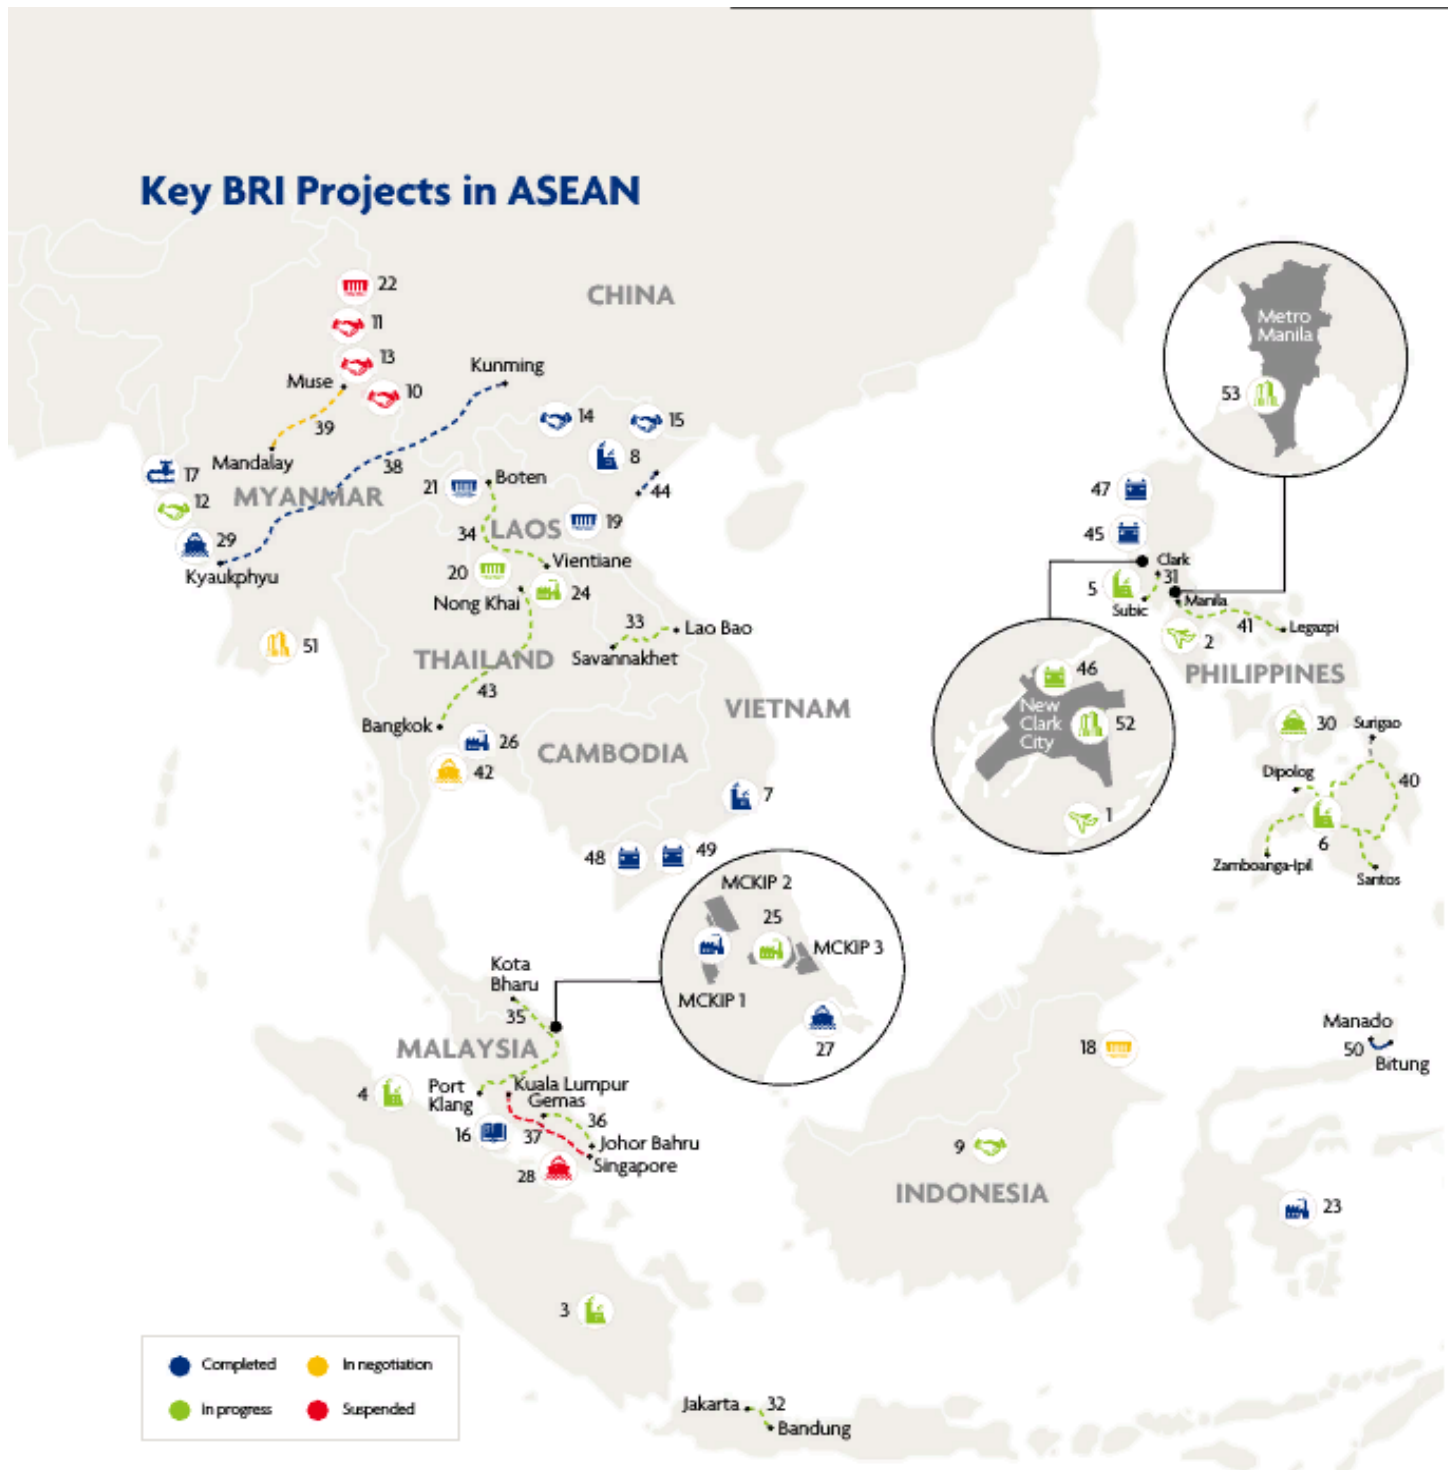 Key BRI Projects in ASEAN
22
CHINA
11
13
Muse
10
Kunming
39
Mandalay
38
14
15
8
17
MYANMAR
12
29
Kyaukphyu
21
Boten
44
34
LAOS
19
Vientiane
20
Nong Khai
24
33
Lao Bao
Savannakhet
51
THAILAND
43
VIETNAM
Bangkok
26
CAMBODIA
42
7
48
49
Metro
Manila
53
47
45
Clark
31
5
Subic
Manila
41
Legazpi
2
PHILIPPINES
46
New
Clark
City
52
1
30
Surigao
Dipolog
40
6
Zamboanga-Ipil
Santos
MCKIP 2
25
MCKIP 3
MCKIP 1
27
Kota
Bharu
35
MALAYSIA
Port
Klang
4
Kuala Lumpur
Gemas
36
16
37
Johor Bahru
Singapore
28
18
Manado
50
Bitung
9
INDONESIA
23
3
Completed
In negotiation
In progress
Suspended
Jakarta
32
Bandung